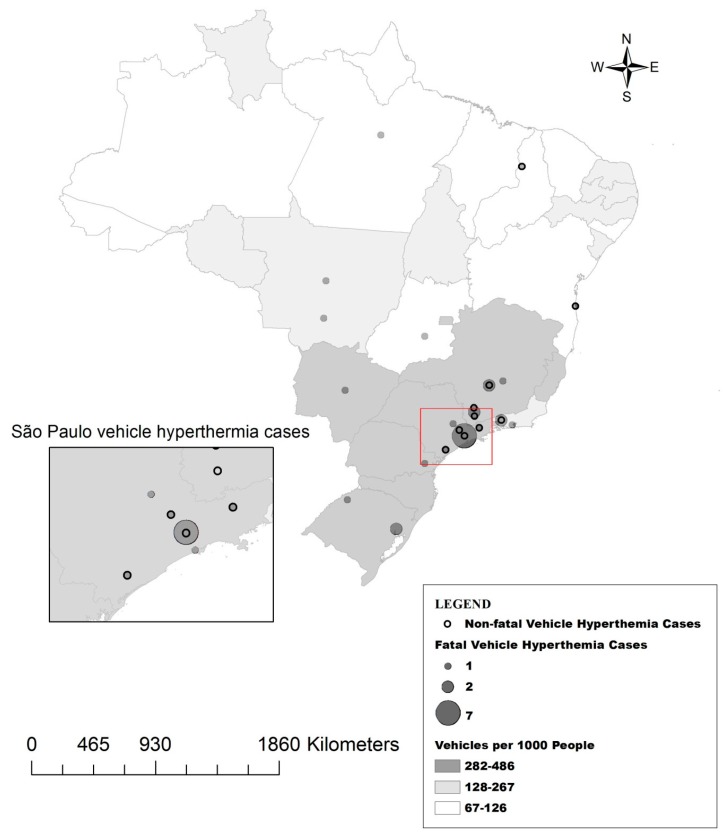 N
W E
S
São Paulo vehicle hyperthermia cases
LEGEND
Non-fatal Vehicle Hyperthemia Cases
Fatal Vehicle Hyperthemia Cases
1
2
7
Vehicles per 1000 People
282-486
128-267
67-126
0 465 930 1860 Kilometers